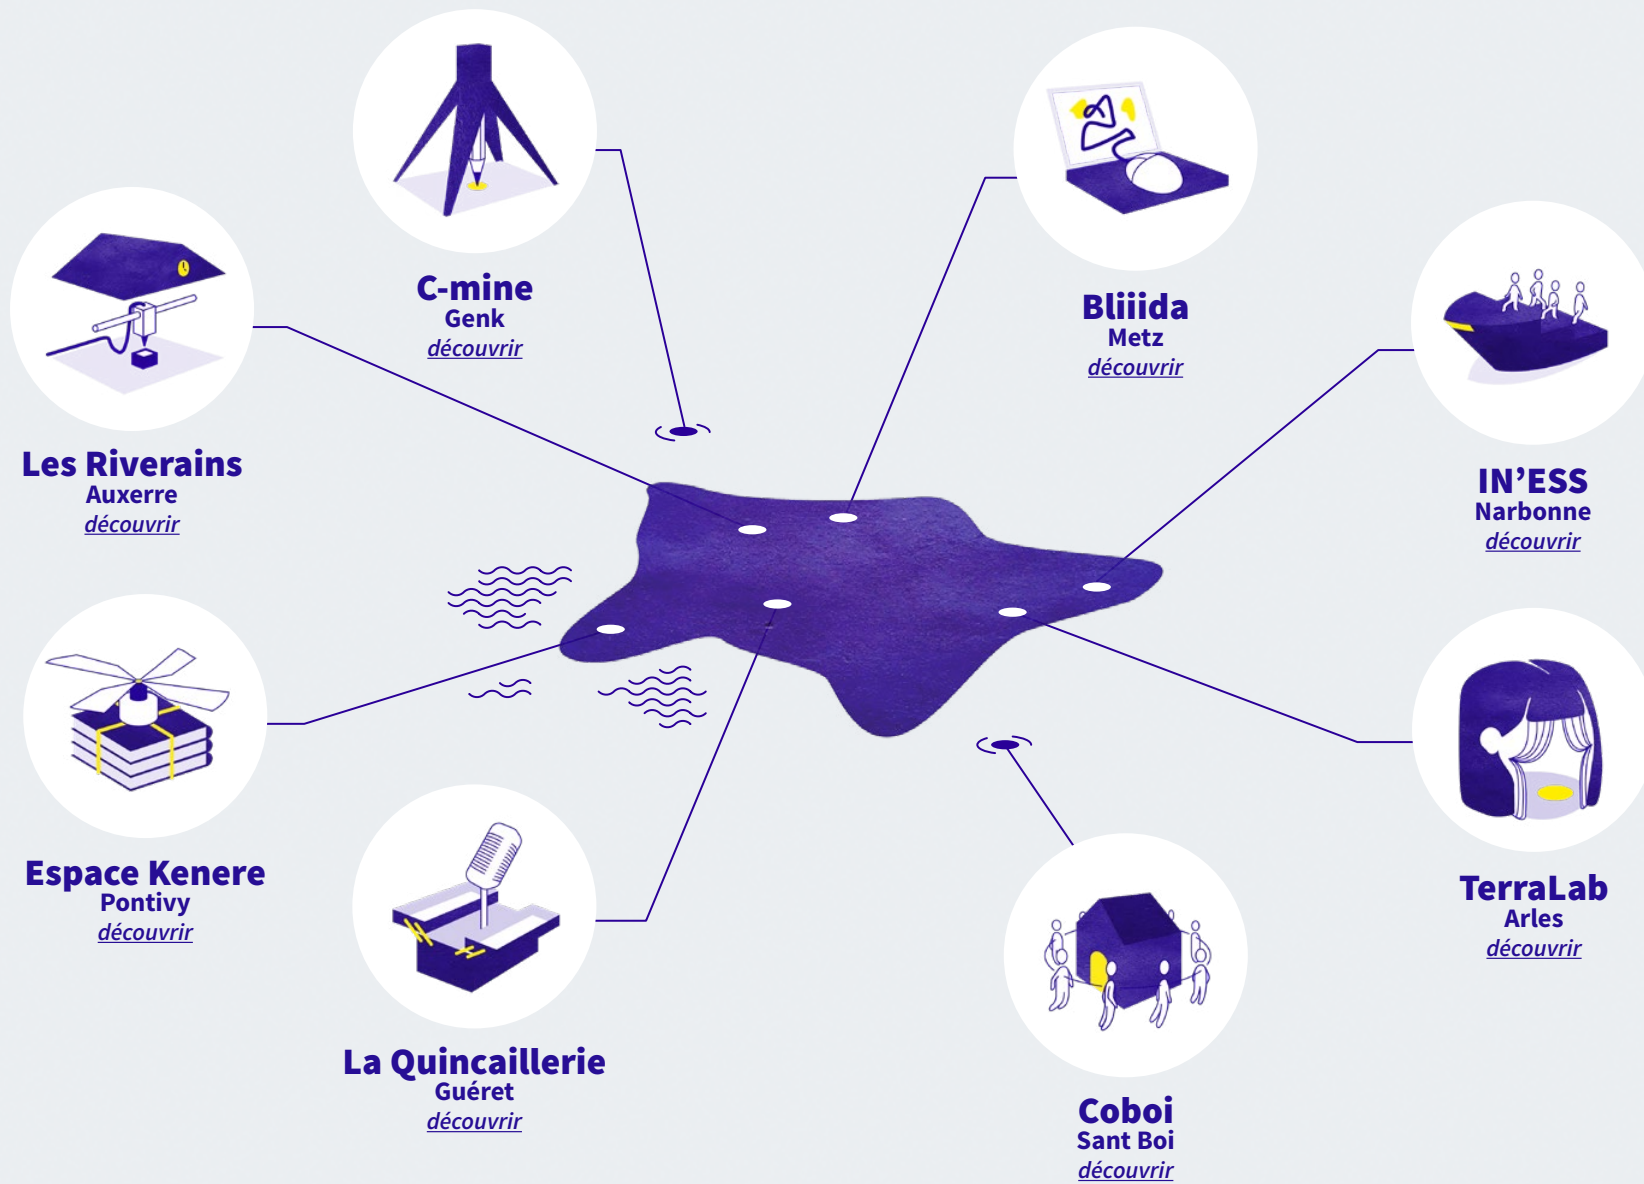 C-mine
Genk
découvrir
Bliiida
Metz
découvrir
Les Riverains
Auxerre
découvrir
IN’ESS
Narbonne
découvrir
Espace Kenere
Pontivy
découvrir
TerraLab
Arles
découvrir
La Quincaillerie
Guéret
découvrir
Coboi
Sant Boi
découvrir